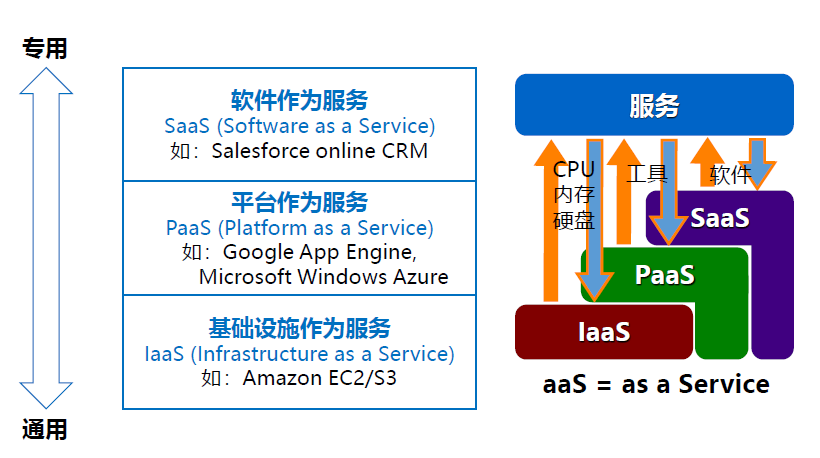 专用
软件作为服务
SaaS (Software as a Service)
如：Salesforce online CRM
平台作为服务
PaaS (Platform as a Service)
如：Google App Engine,
Microsoft Windows Azure
基础设施作为服务
IaaS (Infrastructure as a Service)
如：Amazon EC2/S3
通用
服务
CPU
内存
硬盘
工具
软件
SaaS
PaaS
IaaS
aaS = as a Service